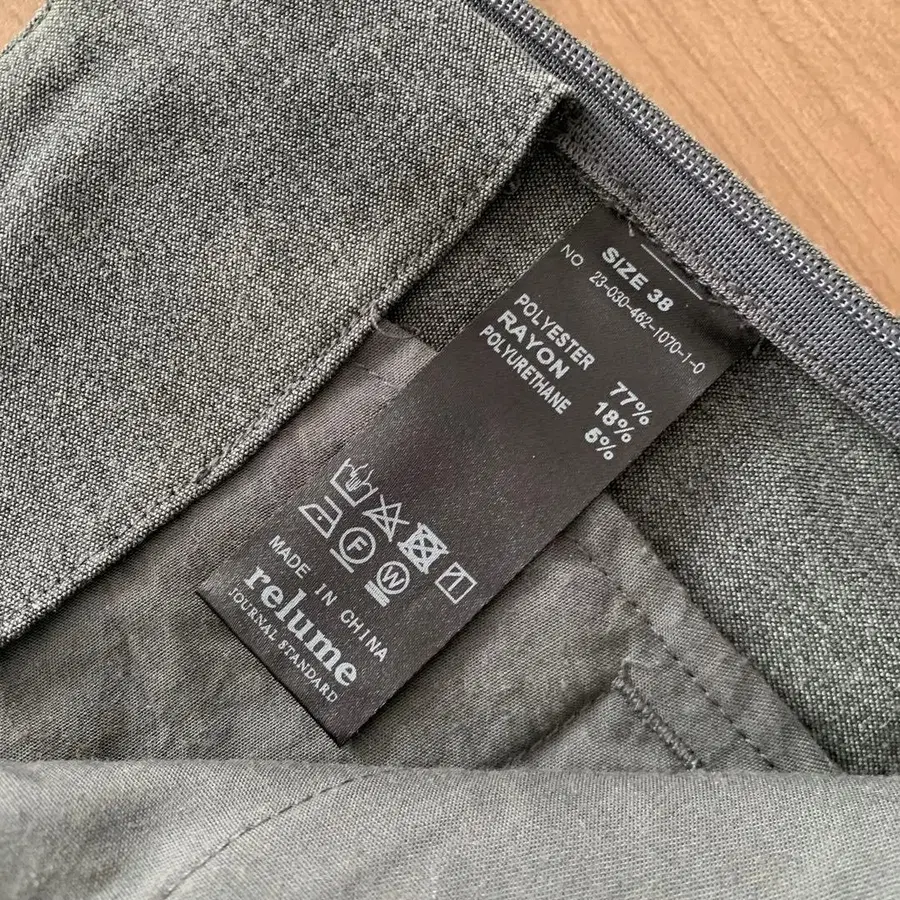 SIZE 38
NO 23-030-462-1070-1-0
POLYESTER 77%
RAYON 18%
POLYURETHANE 5%
F W
MADE IN CHINA
relume
JOURNAL STANDARD